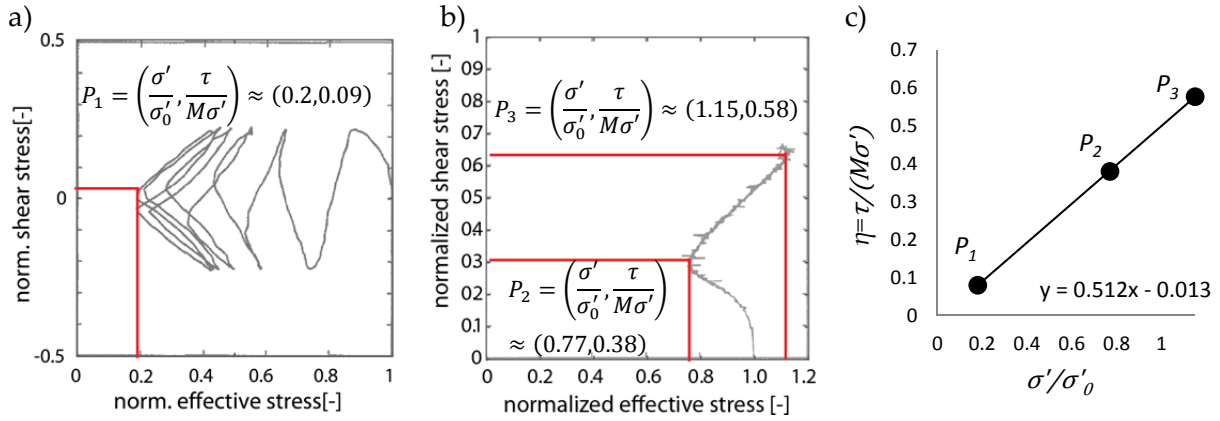 a)
0.5
P₁ = (σ′/σ₀′, τ/Mσ′) ≈ (0.2,0.09)
norm. shear stress[-]
0
-0.5
0 0.2 0.4 0.6 0.8 1.0
norm. effective stress[-]
b)
1
09
08
P₃ = (σ′/σ₀′, τ/Mσ′) ≈ (1.15,0.58)
07
06
05
04
03
02
01
0
normalized shear stress [-]
P₂ = (σ′/σ₀′, τ/Mσ′)
≈ (0.77,0.38)
0 0.2 0.4 0.6 0.8 1.0 1.2
normalized effective stress [-]
c)
0.7
0.6
0.5
0.4
0.3
0.2
0.1
0
η=τ/(Mσ′)
P₃
P₂
P₁
y = 0.512x - 0.013
0 0.2 0.4 0.6 0.8 1
σ′/σ′₀